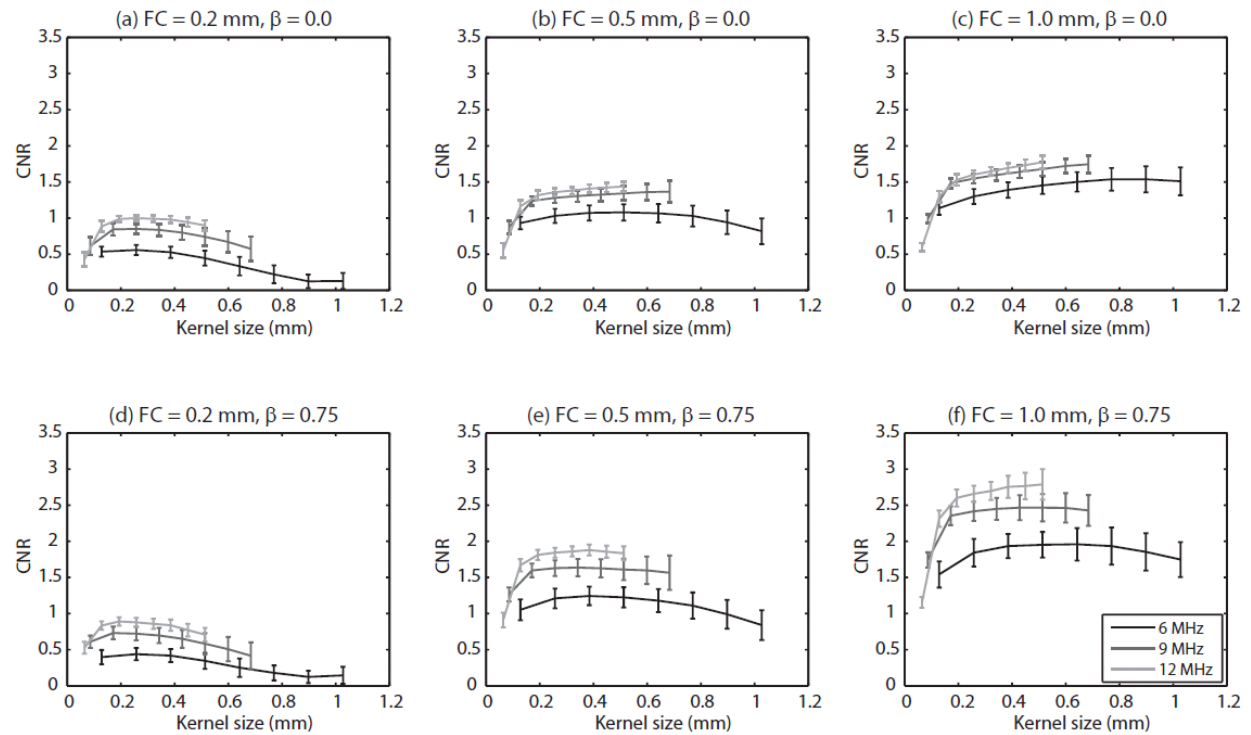 (a) FC = 0.2 mm, β = 0.0
(b) FC = 0.5 mm, β = 0.0
(c) FC = 1.0 mm, β = 0.0
3.5 3.5 3.5
3 3 3
2.5 2.5 2.5
2 2 2
CNR CNR CNR
1.5 1.5 1.5
1 1 1
0.5 0.5 0.5
0 0 0
0 0.2 0.4 0.6 0.8 1 1.2
0 0.2 0.4 0.6 0.8 1 1.2
0 0.2 0.4 0.6 0.8 1 1.2
Kernel size (mm)
Kernel size (mm)
Kernel size (mm)
(d) FC = 0.2 mm, β = 0.75
(e) FC = 0.5 mm, β = 0.75
(f) FC = 1.0 mm, β = 0.75
3.5 3.5 3.5
3 3 3
2.5 2.5 2.5
2 2 2
CNR CNR CNR
1.5 1.5 1.5
1 1 1
0.5 0.5 0.5
0 0 0
6 MHz
9 MHz
12 MHz
0 0.2 0.4 0.6 0.8 1 1.2
0 0.2 0.4 0.6 0.8 1 1.2
0 0.2 0.4 0.6 0.8 1 1.2
Kernel size (mm)
Kernel size (mm)
Kernel size (mm)